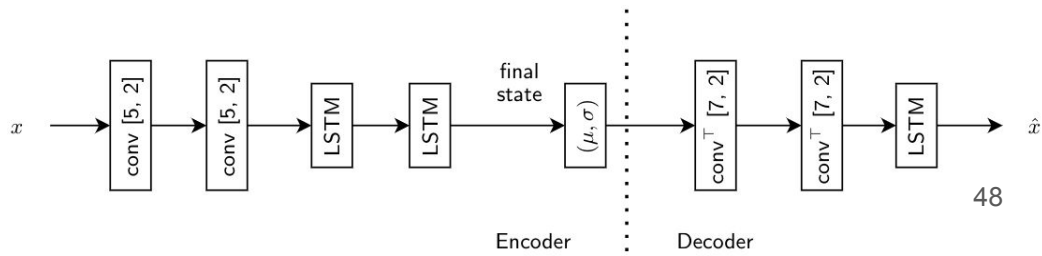 x
conv [5, 2]
conv [5, 2]
LSTM
LSTM
final
state
(μ, σ)
conv⊤ [7, 2]
conv⊤ [7, 2]
LSTM
x̂
48
Encoder
Decoder